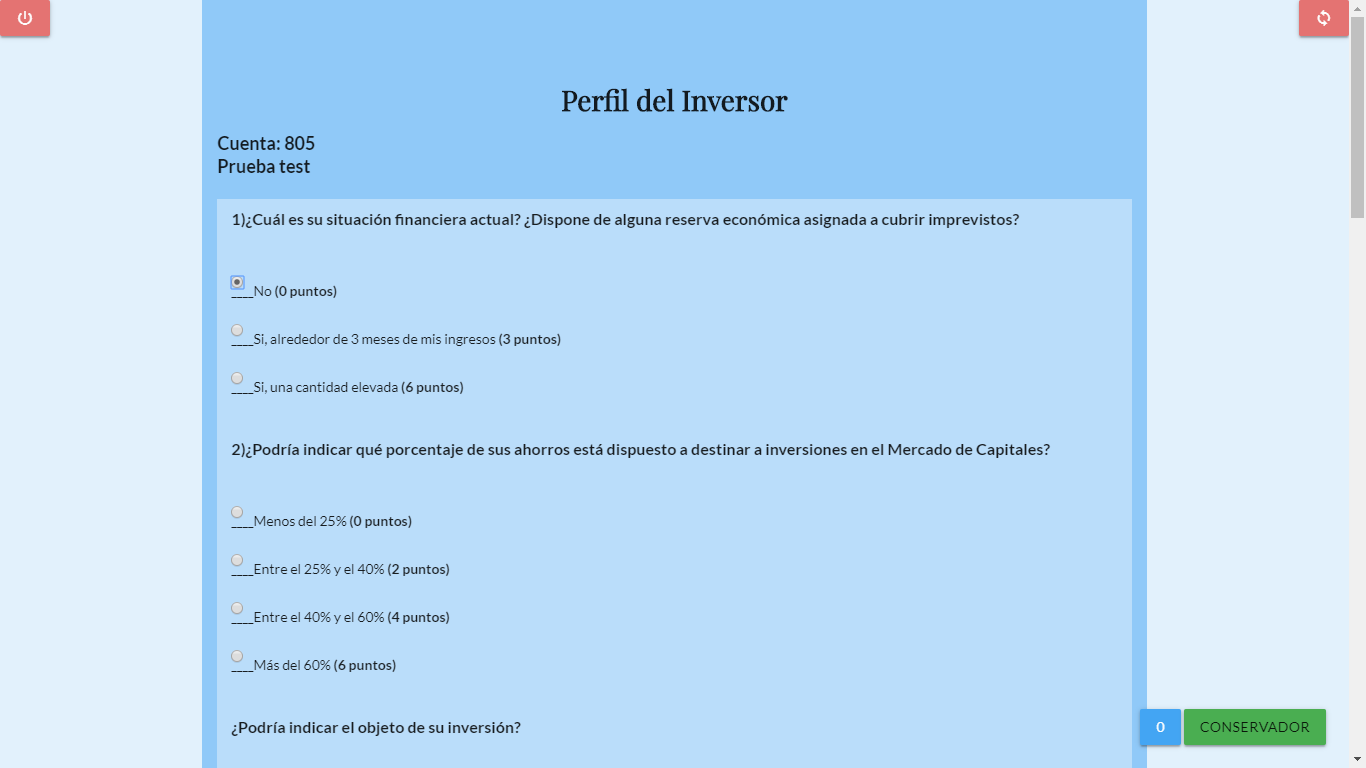 Perfil del Inversor
Cuenta: 805
Prueba test
1)¿Cuál es su situación financiera actual? ¿Dispone de alguna reserva económica asignada a cubrir imprevistos?
____No (0 puntos)
____Si, alrededor de 3 meses de mis ingresos (3 puntos)
____Si, una cantidad elevada (6 puntos)
2)¿Podría indicar qué porcentaje de sus ahorros está dispuesto a destinar a inversiones en el Mercado de Capitales?
____Menos del 25% (0 puntos)
____Entre el 25% y el 40% (2 puntos)
____Entre el 40% y el 60% (4 puntos)
____Más del 60% (6 puntos)
¿Podría indicar el objeto de su inversión?
0 CONSERVADOR